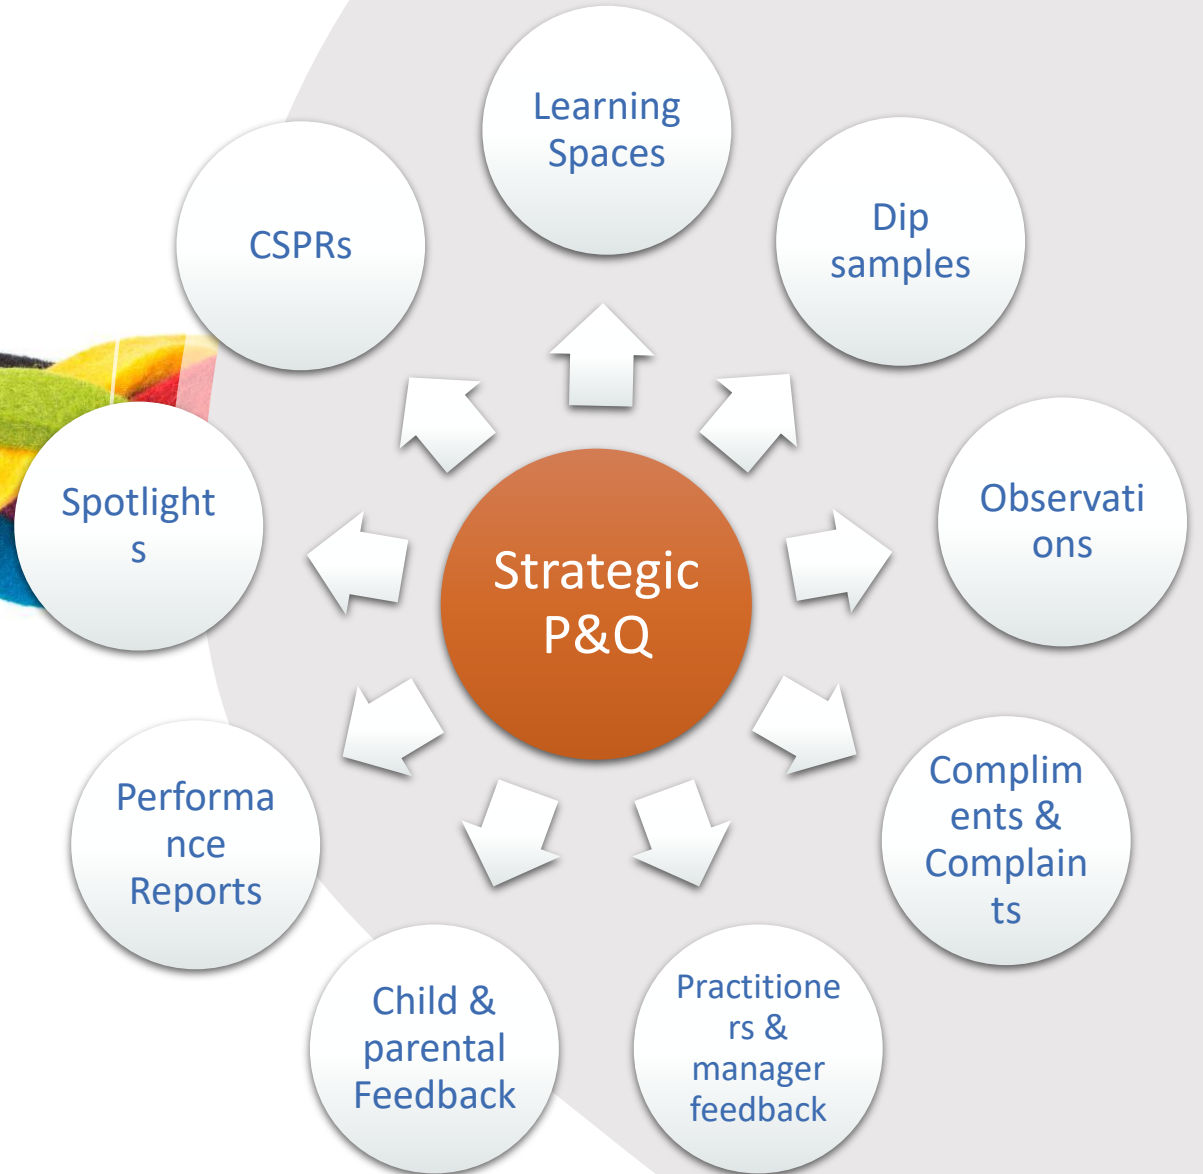 Learning
Spaces
Dip
samples
Observati
ons
Complim
ents &
Complain
ts
Practitione
rs &
manager
feedback
Child &
parental
Feedback
Performa
nce
Reports
Spotlight
s
CSPRs
Strategic
P&Q